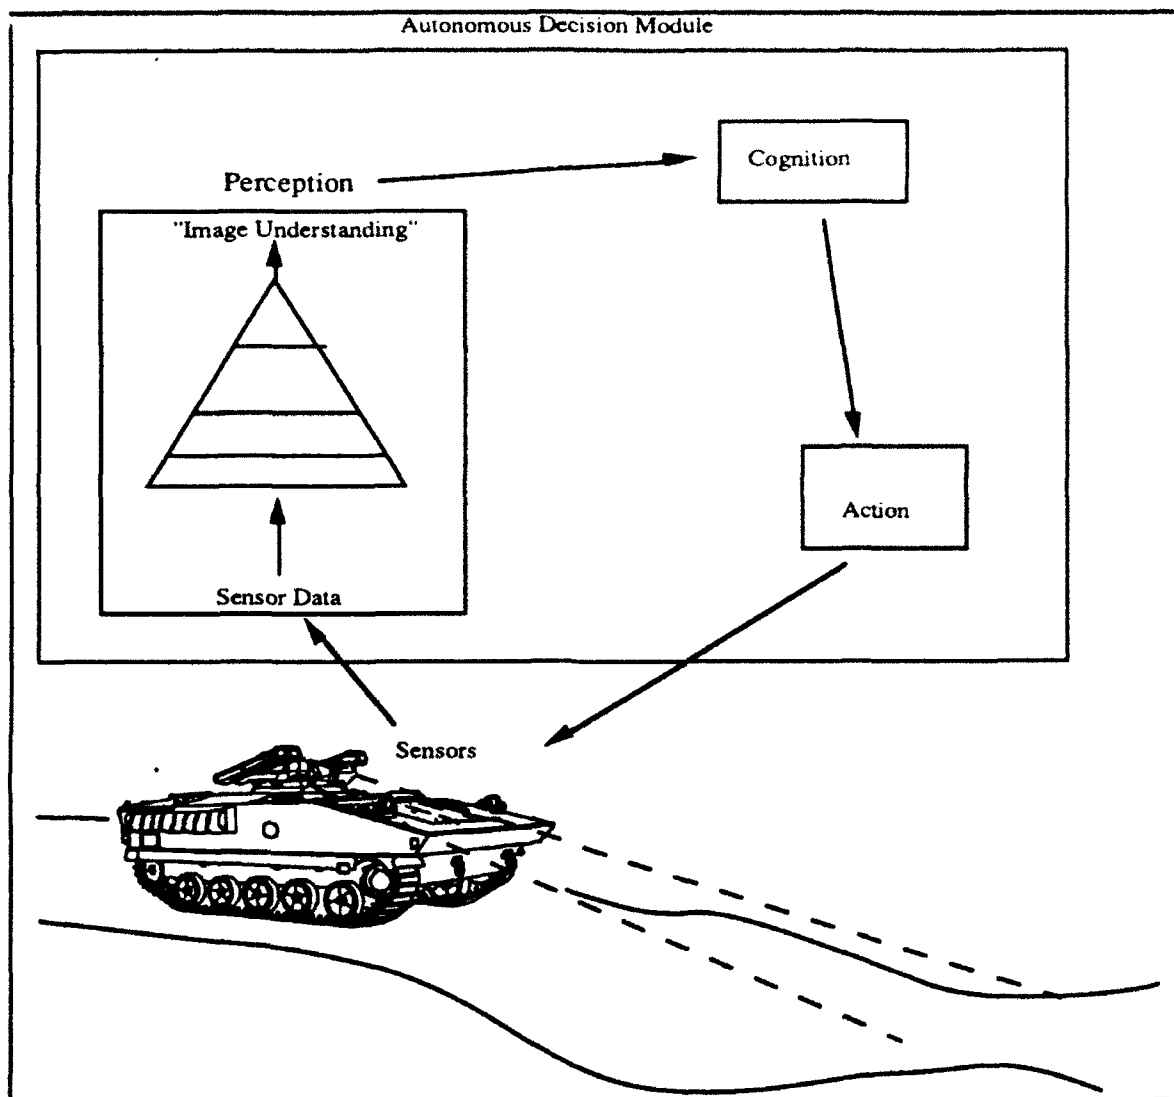 Autonomous Decision Module
Cognition
Perception
"Image Understanding"
Action
Sensor Data
Sensors